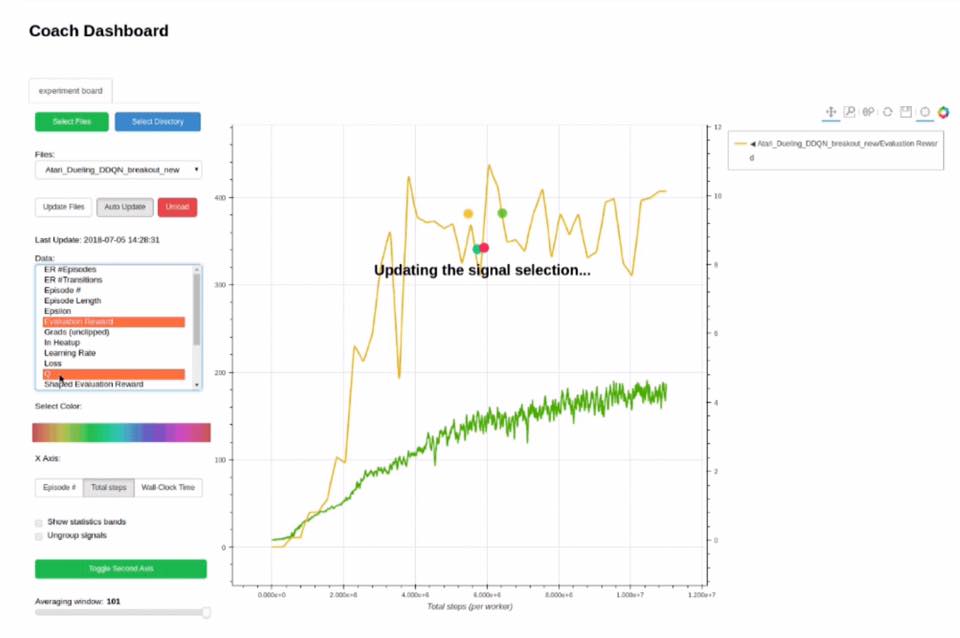 Coach Dashboard
experiment board
Select Files
Select Directory
Files:
Atari_Dueling_DDQN_breakout_new
Update Files
Auto Update
Unload
Last Update: 2018-07-05 14:28:31
Data:
ER #Episodes
ER #Transitions
Episode #
Episode Length
Epsilon
Evaluation Reward
Grads (unclipped)
In Heatup
Learning Rate
Loss
Q
Shaped Evaluation Reward
Select Color:
X Axis:
Episode #
Total steps
Wall-Clock Time
Show statistics bands
Ungroup signals
Toggle Second Axis
Averaging window: 101
400
300
200
100
0
Updating the signal selection...
12
10
8
6
4
2
0
0.000e+0
2.000e+6
4.000e+6
6.000e+6
8.000e+6
1.000e+7
1.200e+7
Total steps (per worker)
◀ Atari_Dueling_DDQN_breakout_new/Evaluation Rewar
d